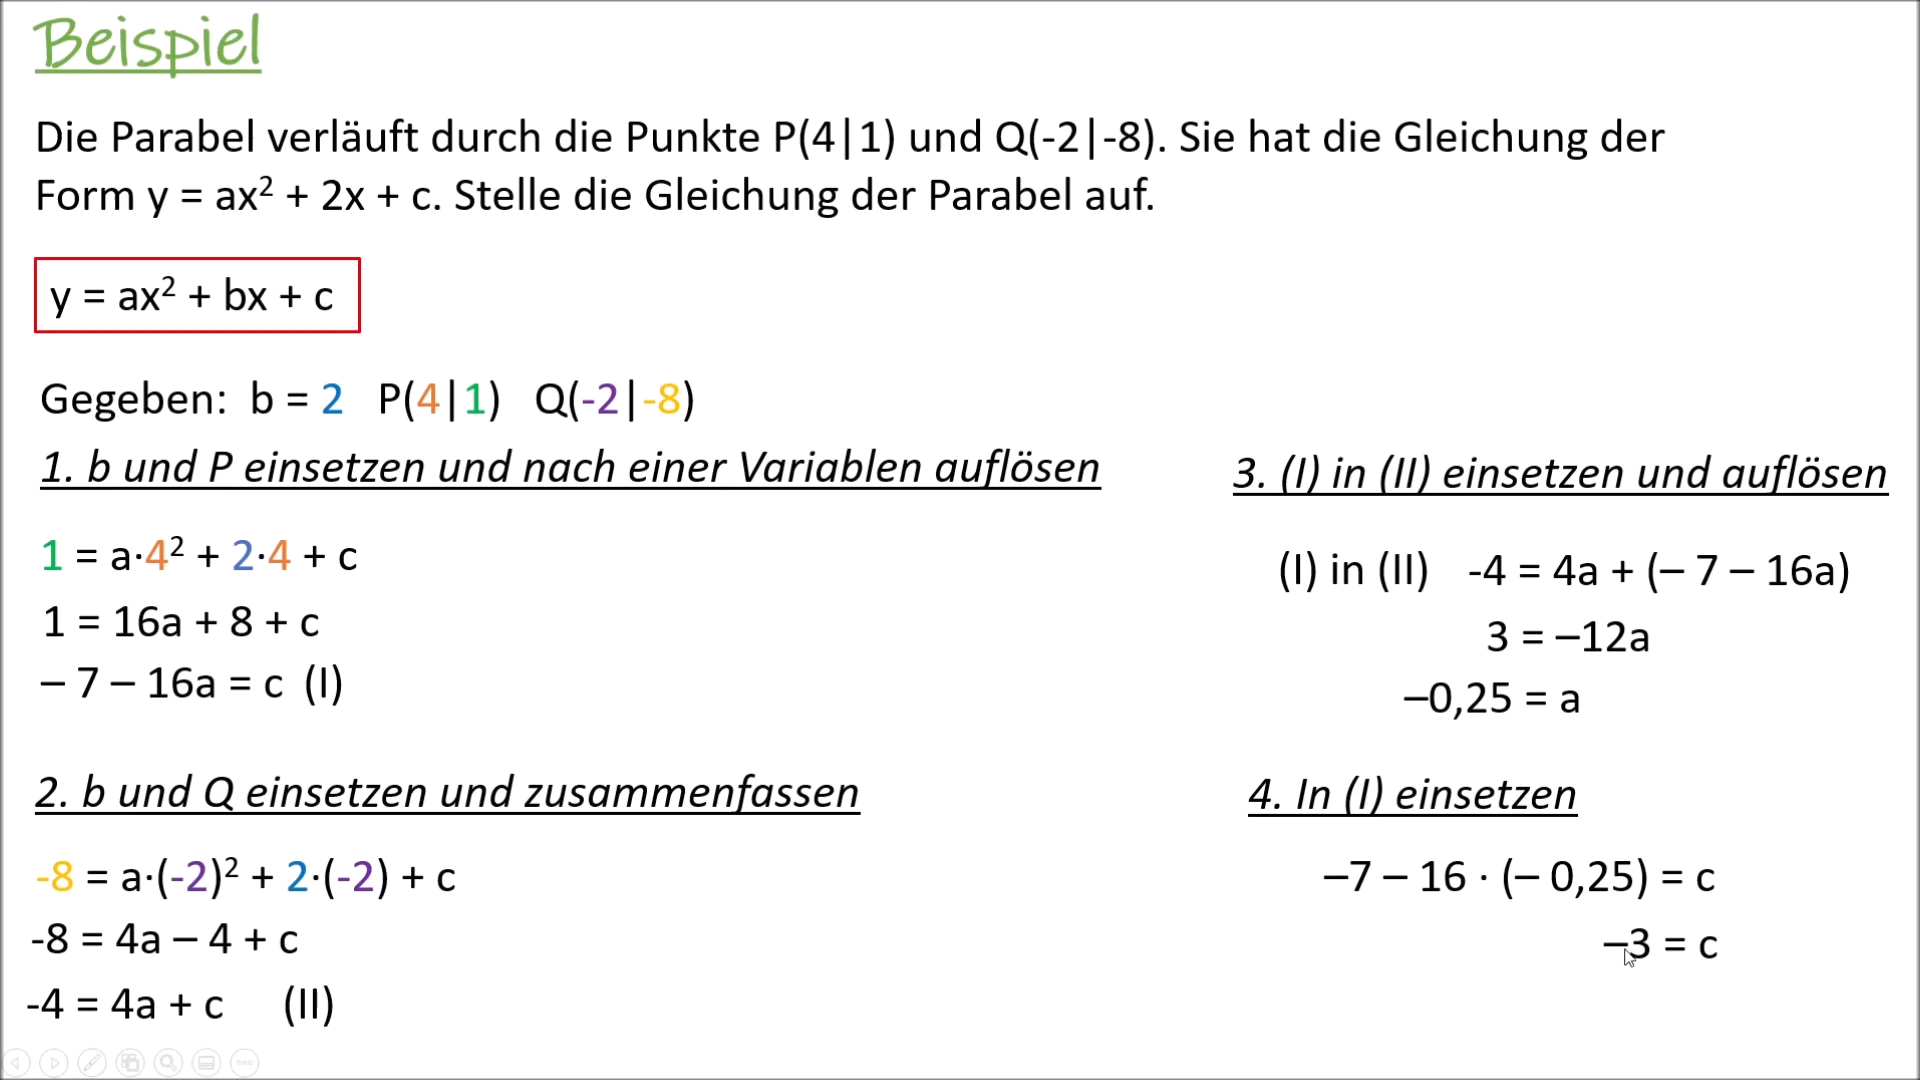 Beispiel
Die Parabel verläuft durch die Punkte P(4|1) und Q(-2|-8). Sie hat die Gleichung der
Form y = ax² + 2x + c. Stelle die Gleichung der Parabel auf.
y = ax² + bx + c
Gegeben: b = 2 P(4|1) Q(-2|-8)
1. b und P einsetzen und nach einer Variablen auflösen
1 = a·4² + 2·4 + c
1 = 16a + 8 + c
– 7 – 16a = c (I)
2. b und Q einsetzen und zusammenfassen
-8 = a·(-2)² + 2·(-2) + c
-8 = 4a – 4 + c
-4 = 4a + c (II)
3. (I) in (II) einsetzen und auflösen
(I) in (II) -4 = 4a + (– 7 – 16a)
3 = –12a
–0,25 = a
4. In (I) einsetzen
–7 – 16 · (– 0,25) = c
–3 = c